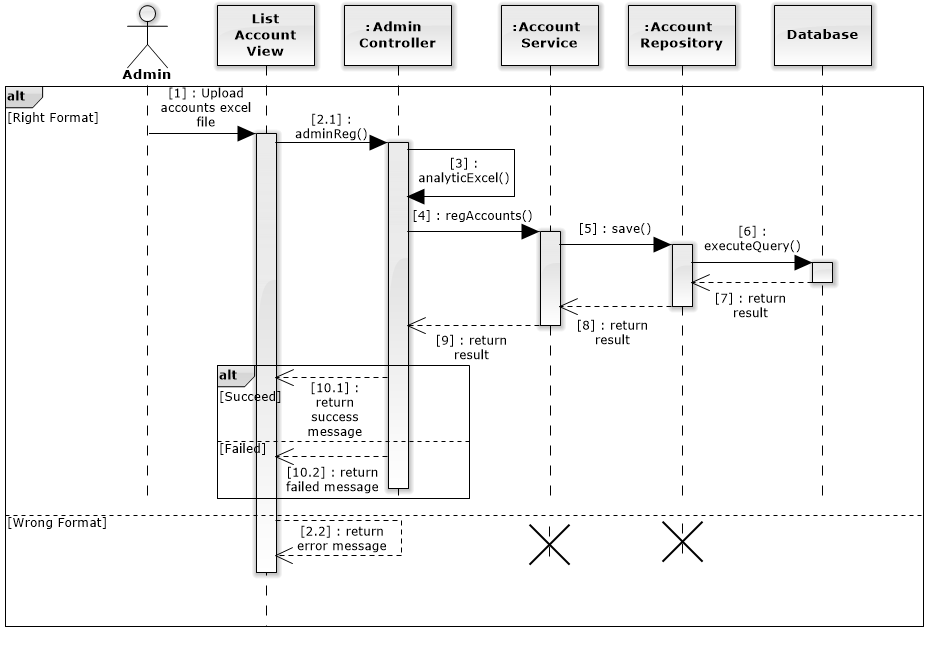 List
Account
View
:Admin
Controller
:Account
Service
:Account
Repository
Database
Admin
alt
[Right Format]
[1] : Upload
accounts excel
file
[2.1] :
adminReg()
[3] :
analyticExcel()
[4] : regAccounts()
[5] : save()
[6] :
executeQuery()
[7] : return
result
[8] : return
result
[9] : return
result
alt
[Succeed]
[10.1] :
return
success
message
[Failed]
[10.2] : return
failed message
[Wrong Format]
[2.2] : return
error message